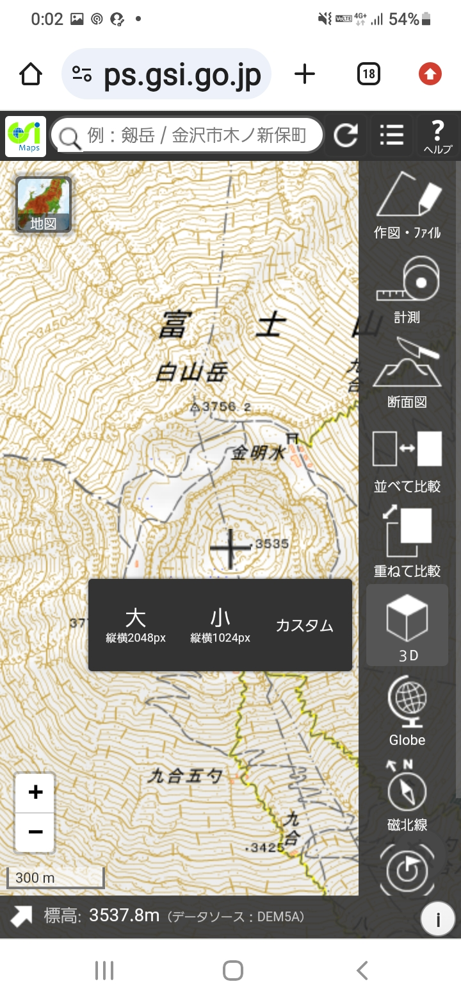 0:02
VoLTE 4G+ 54%
ps.gsi.go.jp
18
GSI
Maps
例：剱岳 / 金沢市木ノ新保町
?
ヘルプ
地図
作図・ﾌｧｲﾙ
計測
断面図
並べて比較
重ねて比較
3D
Globe
N
磁北線
3450
富士山
白山岳
九合
3756.2
金明水
3535
37
大
縦横2048px
小
縦横1024px
カスタム
九合五勺
九合
3425
+
−
300 m
標高: 3537.8m（データソース：DEM5A）
i